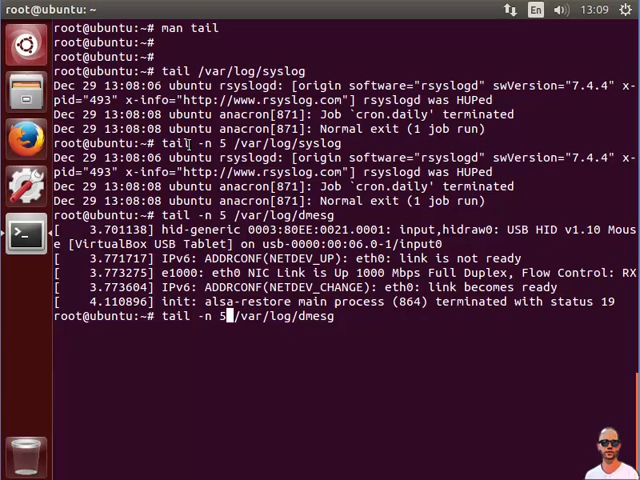 root@ubuntu: ~
En
13:09
root@ubuntu:~# man tail
root@ubuntu:~#
root@ubuntu:~#
root@ubuntu:~# tail /var/log/syslog
Dec 29 13:08:06 ubuntu rsyslogd: [origin software="rsyslogd" swVersion="7.4.4" x-
pid="493" x-info="http://www.rsyslog.com"] rsyslogd was HUPed
Dec 29 13:08:28 ubuntu anacron[871]: Job `cron.daily' terminated
Dec 29 13:08:28 ubuntu anacron[871]: Normal exit (1 job run)
root@ubuntu:~# tail -n 5 /var/log/syslog
Dec 29 13:08:06 ubuntu rsyslogd: [origin software="rsyslogd" swVersion="7.4.4" x-
pid="493" x-info="http://www.rsyslog.com"] rsyslogd was HUPed
Dec 29 13:08:28 ubuntu anacron[871]: Job `cron.daily' terminated
Dec 29 13:08:28 ubuntu anacron[871]: Normal exit (1 job run)
root@ubuntu:~# tail -n 5 /var/log/dmesg
[    3.701138] hid-generic 0003:80EE:0021.0001: input,hidraw0: USB HID v1.10 Mous
e [VirtualBox USB Tablet] on usb-0000:00:06.0-1/input0
[    3.771717] IPv6: ADDRCONF(NETDEV_UP): eth0: link is not ready
[    3.773275] e1000: eth0 NIC Link is Up 1000 Mbps Full Duplex, Flow Control: RX
[    3.773604] IPv6: ADDRCONF(NETDEV_CHANGE): eth0: link becomes ready
[    4.110896] init: alsa-restore main process (864) terminated with status 19
root@ubuntu:~# tail -n 5 /var/log/dmesg